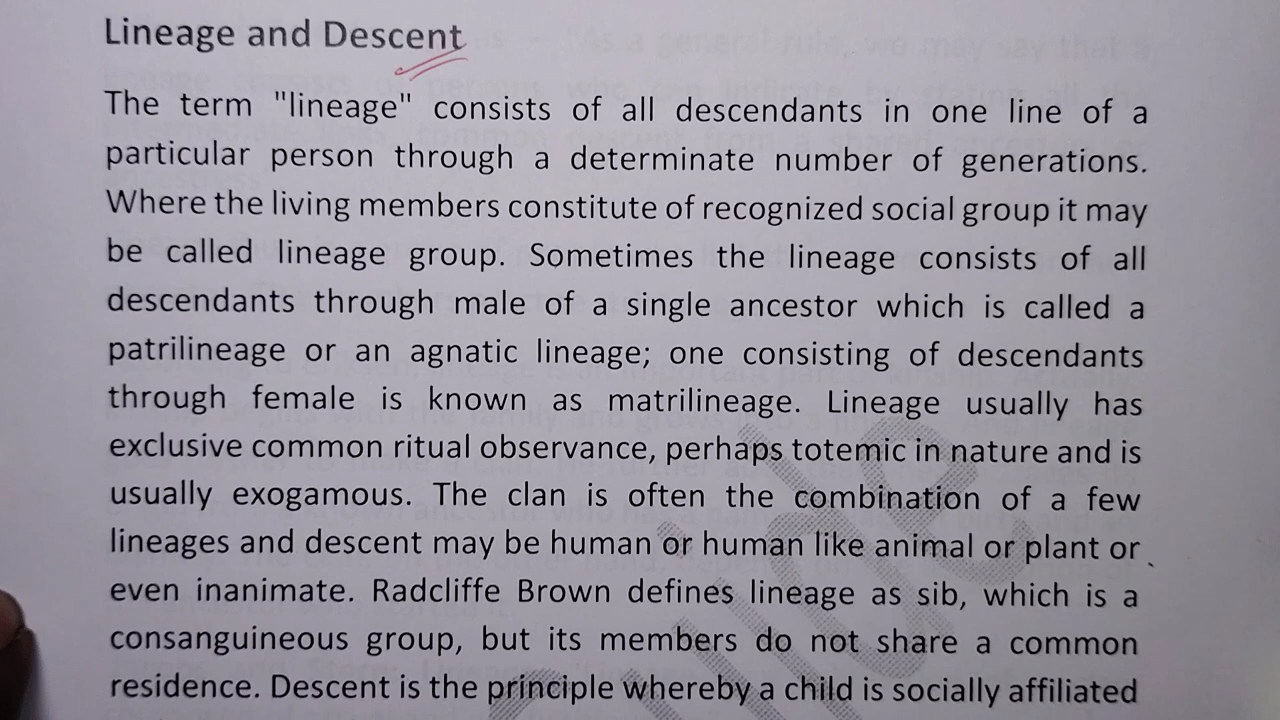 Lineage and Descent
The term "lineage" consists of all descendants in one line of a
particular person through a determinate number of generations.
Where the living members constitute of recognized social group it may
be called lineage group. Sometimes the lineage consists of all
descendants through male of a single ancestor which is called a
patrilineage or an agnatic lineage; one consisting of descendants
through female is known as matrilineage. Lineage usually has
exclusive common ritual observance, perhaps totemic in nature and is
usually exogamous. The clan is often the combination of a few
lineages and descent may be human or human like animal or plant or
even inanimate. Radcliffe Brown defines lineage as sib, which is a
consanguineous group, but its members do not share a common
residence. Descent is the principle whereby a child is socially affiliated